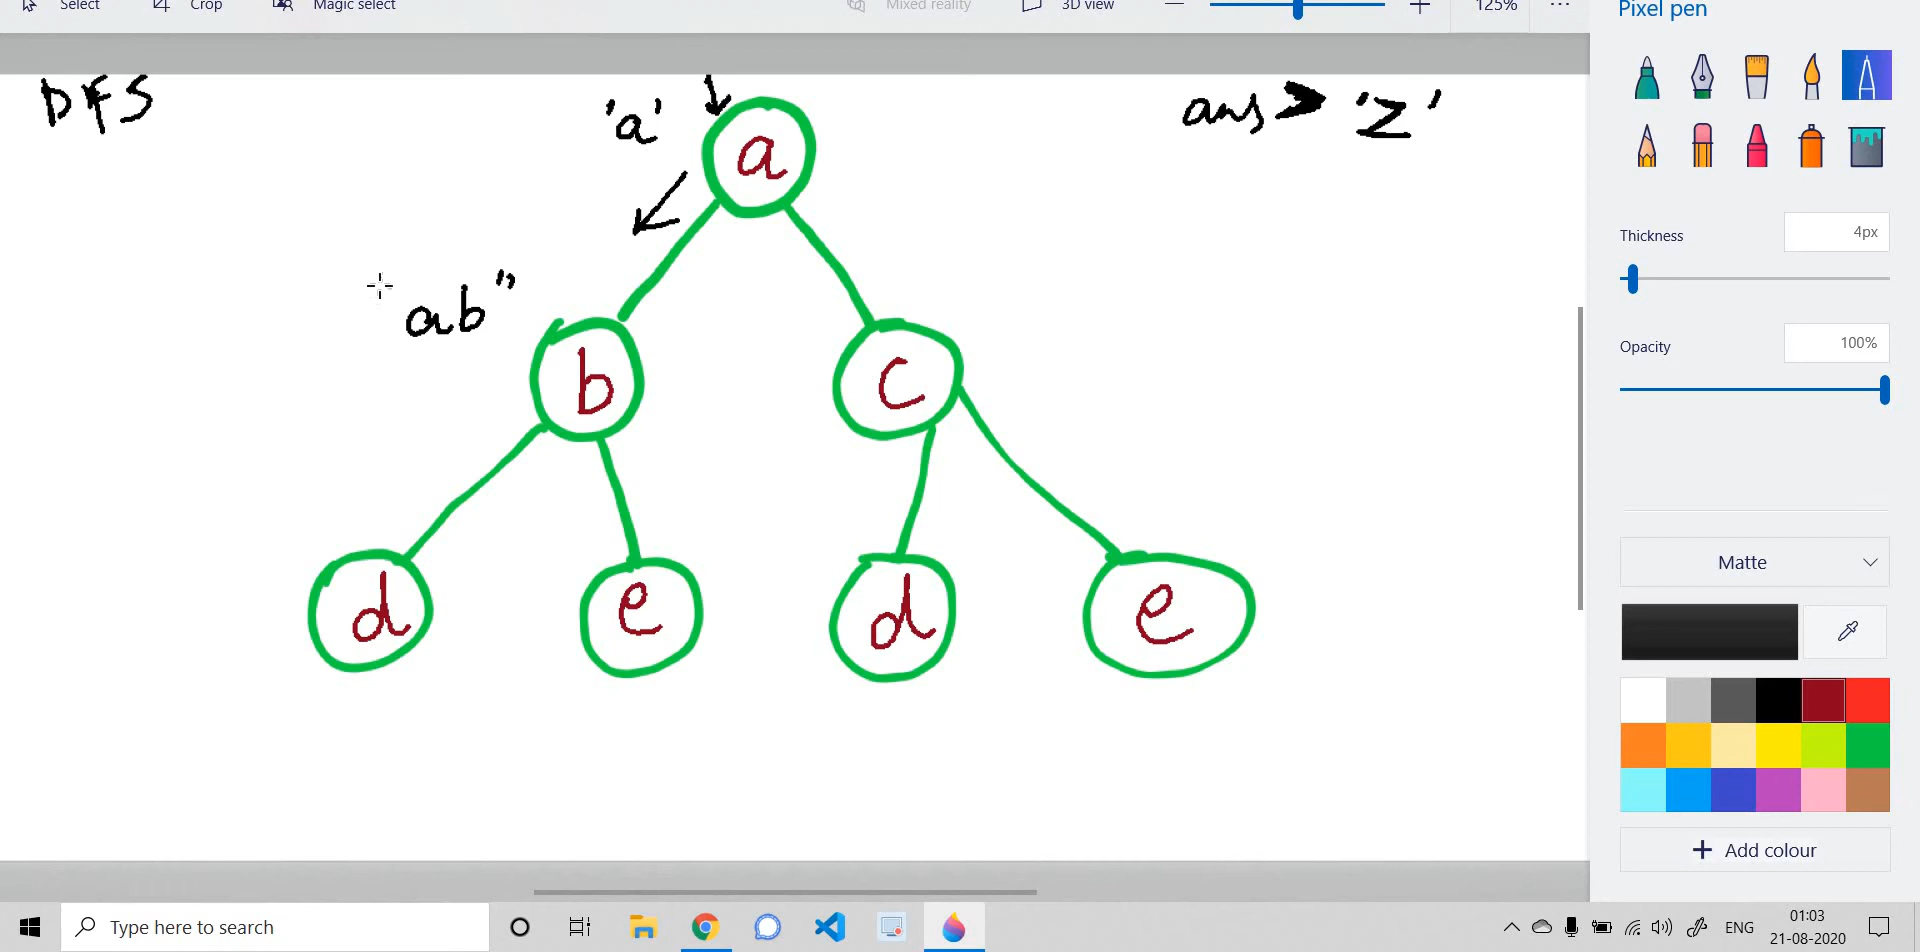 Select Crop Magic select Mixed reality 3D view 125%
Pixel pen
DFS
'a'
ans > 'z'
a
ab"
b c
d e d e
Thickness 4px
Opacity 100%
Matte
Add colour
Type here to search
ENG
01:03
21-08-2020